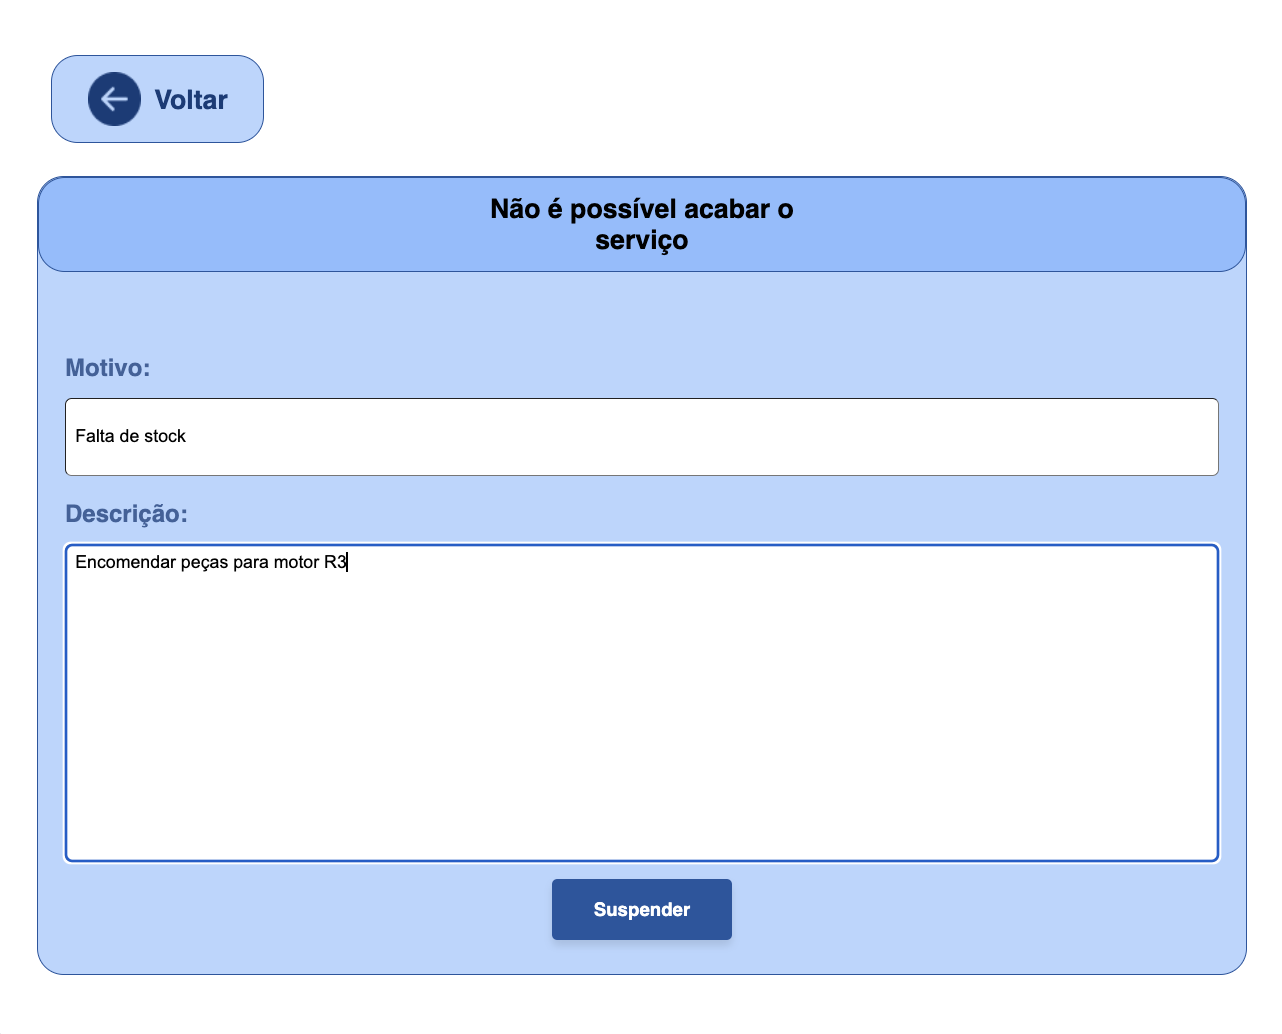 Voltar
Não é possível acabar o
serviço
Motivo:
Falta de stock
Descrição:
Encomendar peças para motor R3
Suspender